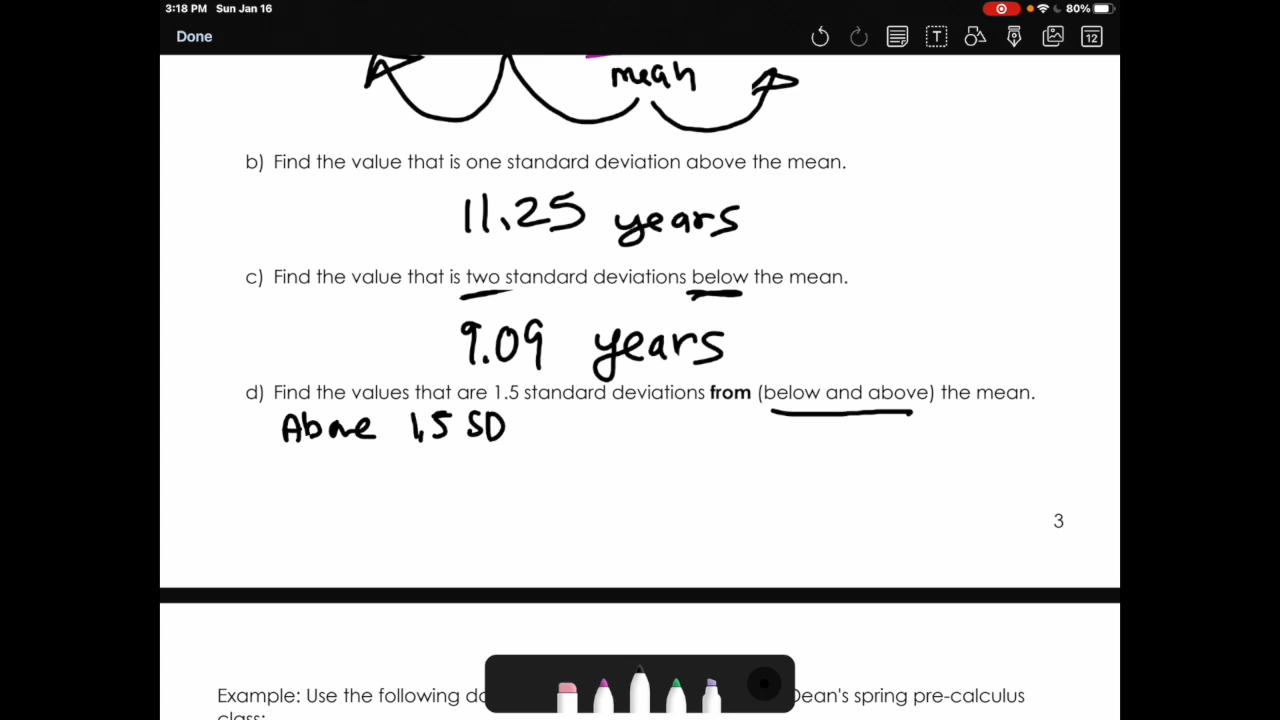 3:18 PM Sun Jan 16 80%
Done 12
mean
b) Find the value that is one standard deviation above the mean.
11.25 years
c) Find the value that is two standard deviations below the mean.
9.09 years
d) Find the values that are 1.5 standard deviations from (below and above) the mean.
Above 1.5 SD
3
Example: Use the following Dean's spring pre-calculus
class: